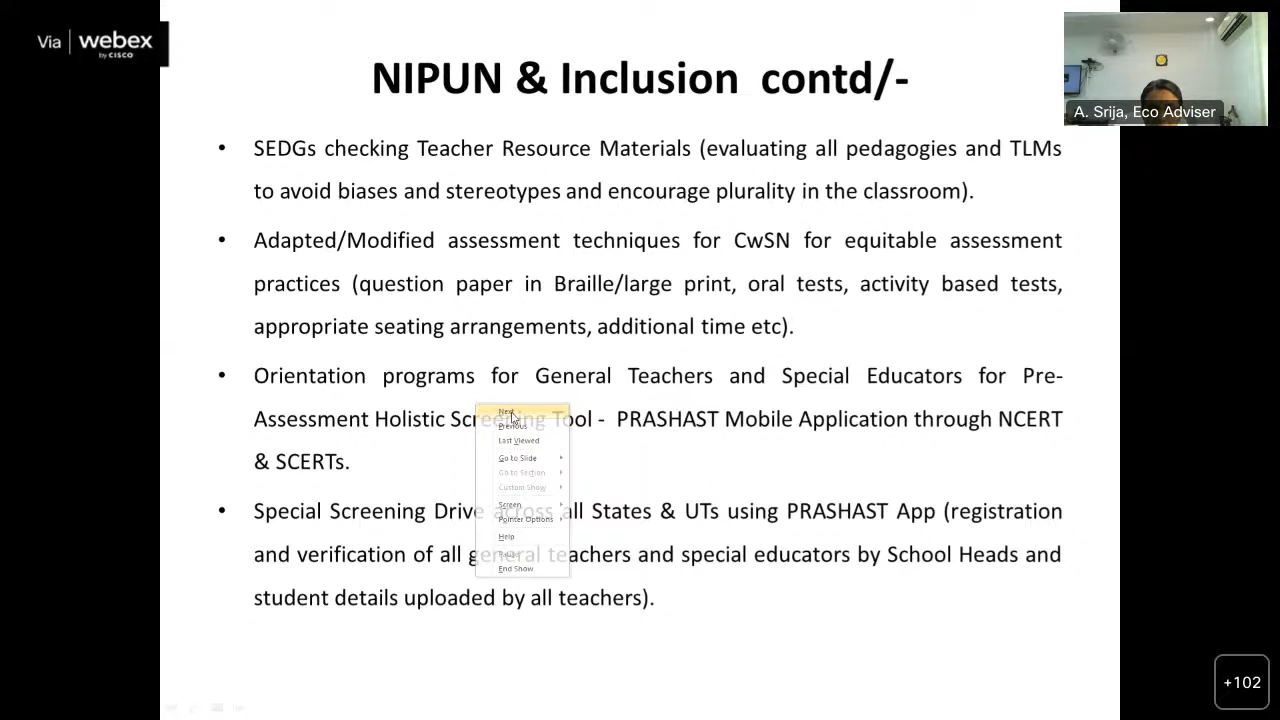 Via webex
by CISCO
NIPUN & Inclusion contd/-
A. Srija, Eco Adviser
• SEDGs checking Teacher Resource Materials (evaluating all pedagogies and TLMs
to avoid biases and stereotypes and encourage plurality in the classroom).
• Adapted/Modified assessment techniques for CwSN for equitable assessment
practices (question paper in Braille/large print, oral tests, activity based tests,
appropriate seating arrangements, additional time etc).
• Orientation programs for General Teachers and Special Educators for Pre-
Assessment Holistic Screening Tool - PRASHAST Mobile Application through NCERT
& SCERTs.
• Special Screening Drive across all States & UTs using PRASHAST App (registration
and verification of all general teachers and special educators by School Heads and
student details uploaded by all teachers).
Next
Previous
Last Viewed
Go to Slide
Go to Section
Custom Show
Screen
Pointer Options
Help
Pause
End Show
+102